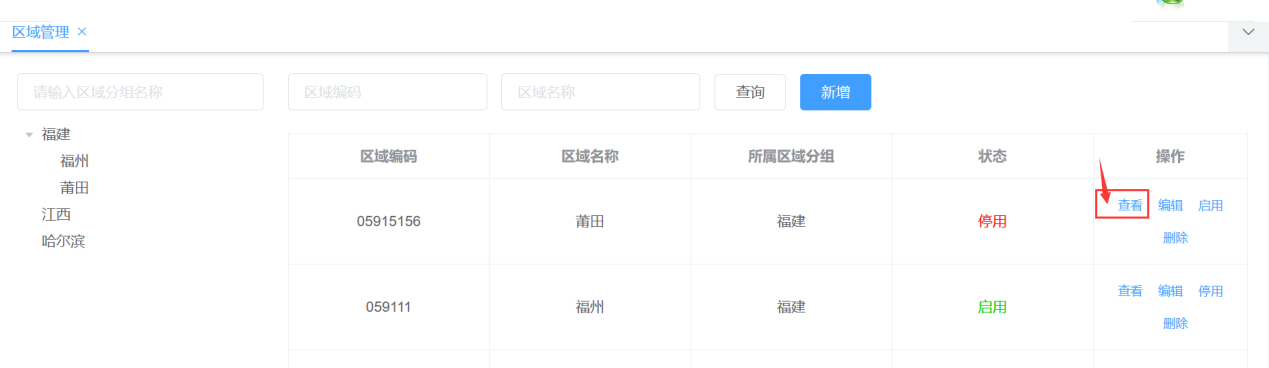 区域管理 ×
请输入区域分组名称 区域编码 区域名称 查询 新增
福建
福州
莆田
江西
哈尔滨
区域编码 区域名称 所属区域分组 状态 操作
05915156 莆田 福建 停用 查看 编辑 启用
删除
059111 福州 福建 启用 查看 编辑 停用
删除